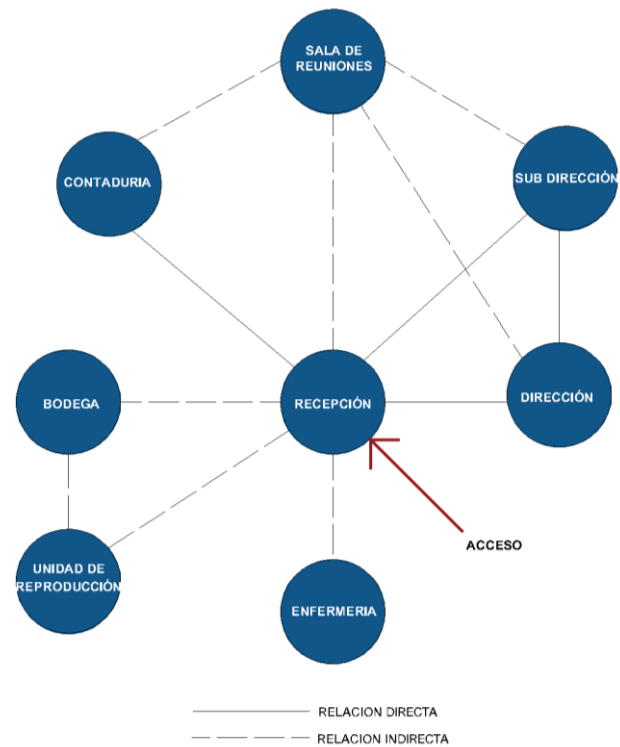 SALA DE
REUNIONES
CONTADURIA
SUB DIRECCIÓN
BODEGA
RECEPCIÓN
DIRECCIÓN
ACCESO
UNIDAD DE
REPRODUCCIÓN
ENFERMERIA
RELACION DIRECTA
RELACION INDIRECTA